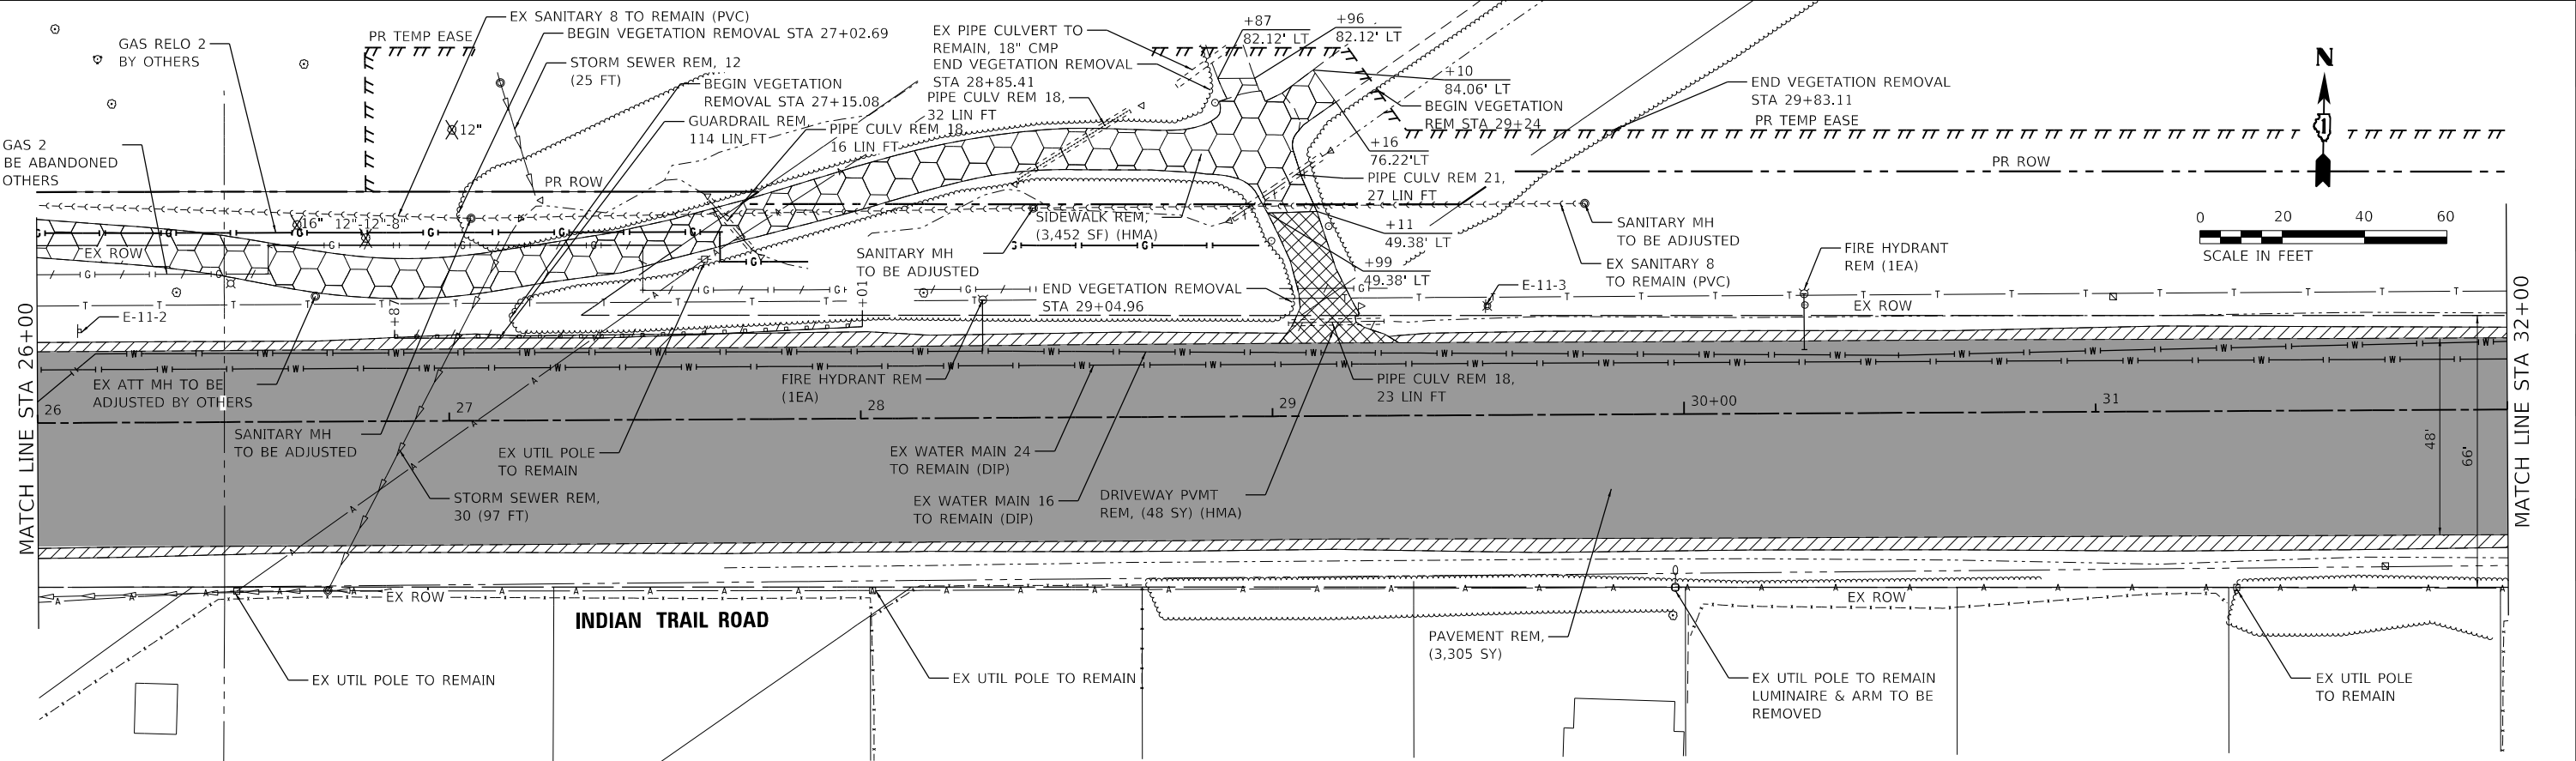 EX SANITARY 8 TO REMAIN (PVC)
BEGIN VEGETATION REMOVAL STA 27+02.69
PR TEMP EASE
GAS RELO 2
BY OTHERS
STORM SEWER REM, 12
(25 FT)
BEGIN VEGETATION
REMOVAL STA 27+15.08
GUARDRAIL REM,
114 LIN FT
12"
GAS 2
BE ABANDONED
OTHERS
PIPE CULV REM 18,
16 LIN FT
EX PIPE CULVERT TO
REMAIN, 18" CMP
END VEGETATION REMOVAL
STA 28+85.41
PIPE CULV REM 18,
32 LIN FT
+87
82.12' LT
+96
82.12' LT
+10
84.06' LT
BEGIN VEGETATION
REM STA 29+24
+16
76.22'LT
PIPE CULV REM 21,
27 LIN FT
+11
49.38' LT
+99
49.38' LT
END VEGETATION REMOVAL
STA 29+83.11
PR TEMP EASE
PR ROW
N
PR ROW
16"
12"-12"-8"
EX ROW
SIDEWALK REM,
(3,452 SF) (HMA)
SANITARY MH
TO BE ADJUSTED
SANITARY MH
TO BE ADJUSTED
EX SANITARY 8
TO REMAIN (PVC)
FIRE HYDRANT
REM (1EA)
0 20 40 60
SCALE IN FEET
END VEGETATION REMOVAL
STA 29+04.96
E-11-2
+87
+01
E-11-3
EX ROW
MATCH LINE STA 26+00
MATCH LINE STA 32+00
EX ATT MH TO BE
ADJUSTED BY OTHERS
FIRE HYDRANT REM
(1EA)
PIPE CULV REM 18,
23 LIN FT
26
27
28
29
30+00
31
SANITARY MH
TO BE ADJUSTED
EX UTIL POLE
TO REMAIN
EX WATER MAIN 24
TO REMAIN (DIP)
48'
66'
STORM SEWER REM,
30 (97 FT)
EX WATER MAIN 16
TO REMAIN (DIP)
DRIVEWAY PVMT
REM, (48 SY) (HMA)
EX ROW
EX ROW
INDIAN TRAIL ROAD
PAVEMENT REM,
(3,305 SY)
EX UTIL POLE TO REMAIN
EX UTIL POLE TO REMAIN
EX UTIL POLE TO REMAIN
LUMINAIRE & ARM TO BE
REMOVED
EX UTIL POLE
TO REMAIN